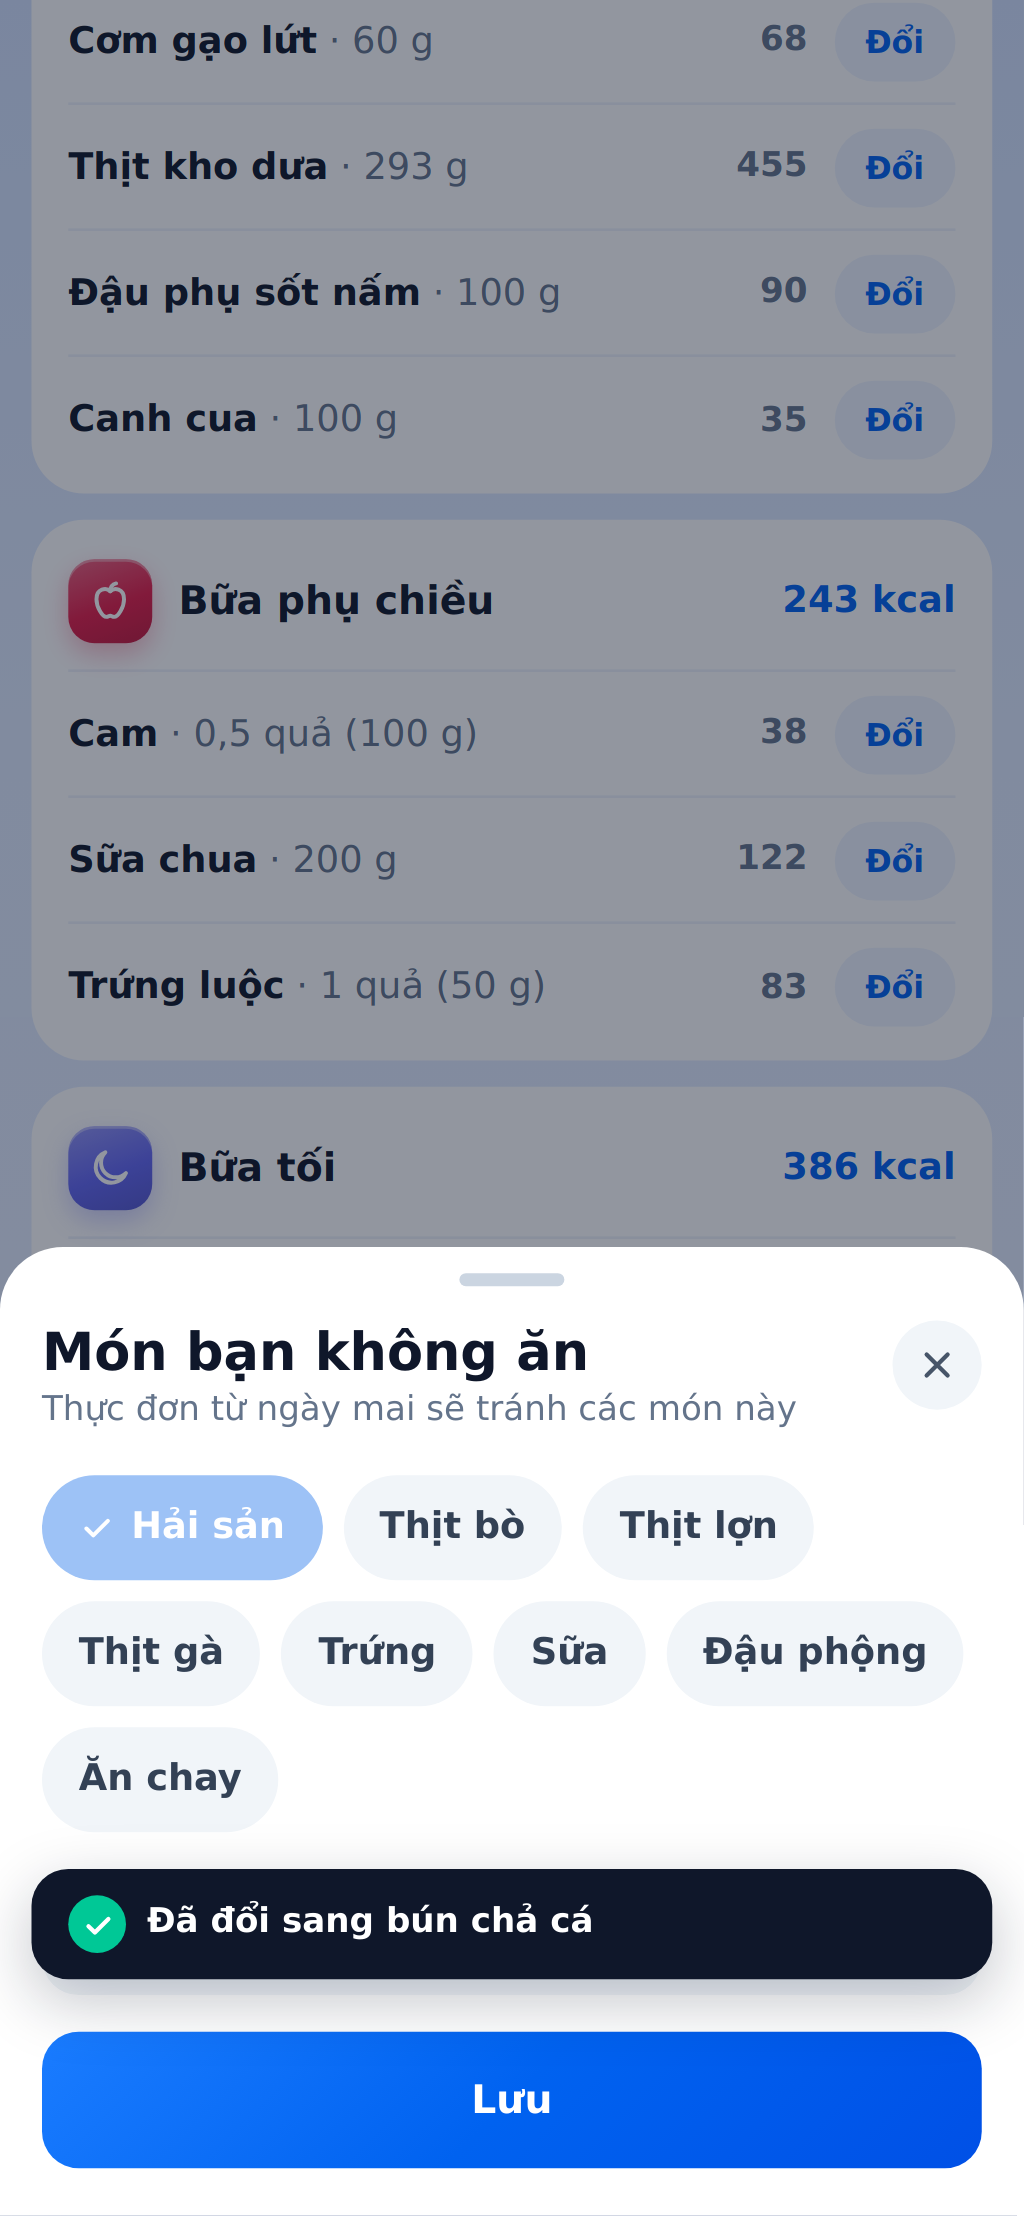 Cơm gạo lứt · 60 g 68 Đổi
Thịt kho dưa · 293 g 455 Đổi
Đậu phụ sốt nấm · 100 g 90 Đổi
Canh cua · 100 g 35 Đổi
Bữa phụ chiều 243 kcal
Cam · 0,5 quả (100 g) 38 Đổi
Sữa chua · 200 g 122 Đổi
Trứng luộc · 1 quả (50 g) 83 Đổi
Bữa tối 386 kcal
Món bạn không ăn
Thực đơn từ ngày mai sẽ tránh các món này
Hải sản Thịt bò Thịt lợn
Thịt gà Trứng Sữa Đậu phộng
Ăn chay
Đã đổi sang bún chả cá
Lưu